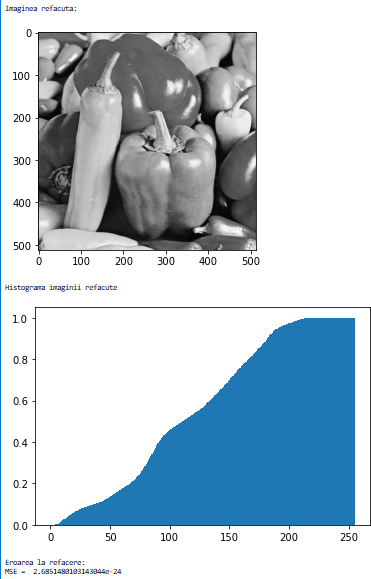 Imaginea refacuta:
0
100
200
300
400
500
0 100 200 300 400 500
Histograma imaginii refacute
1.0
0.8
0.6
0.4
0.2
0.0
0 50 100 150 200 250
Eroarea la refacere:
MSE = 2.6851480103143044e-24